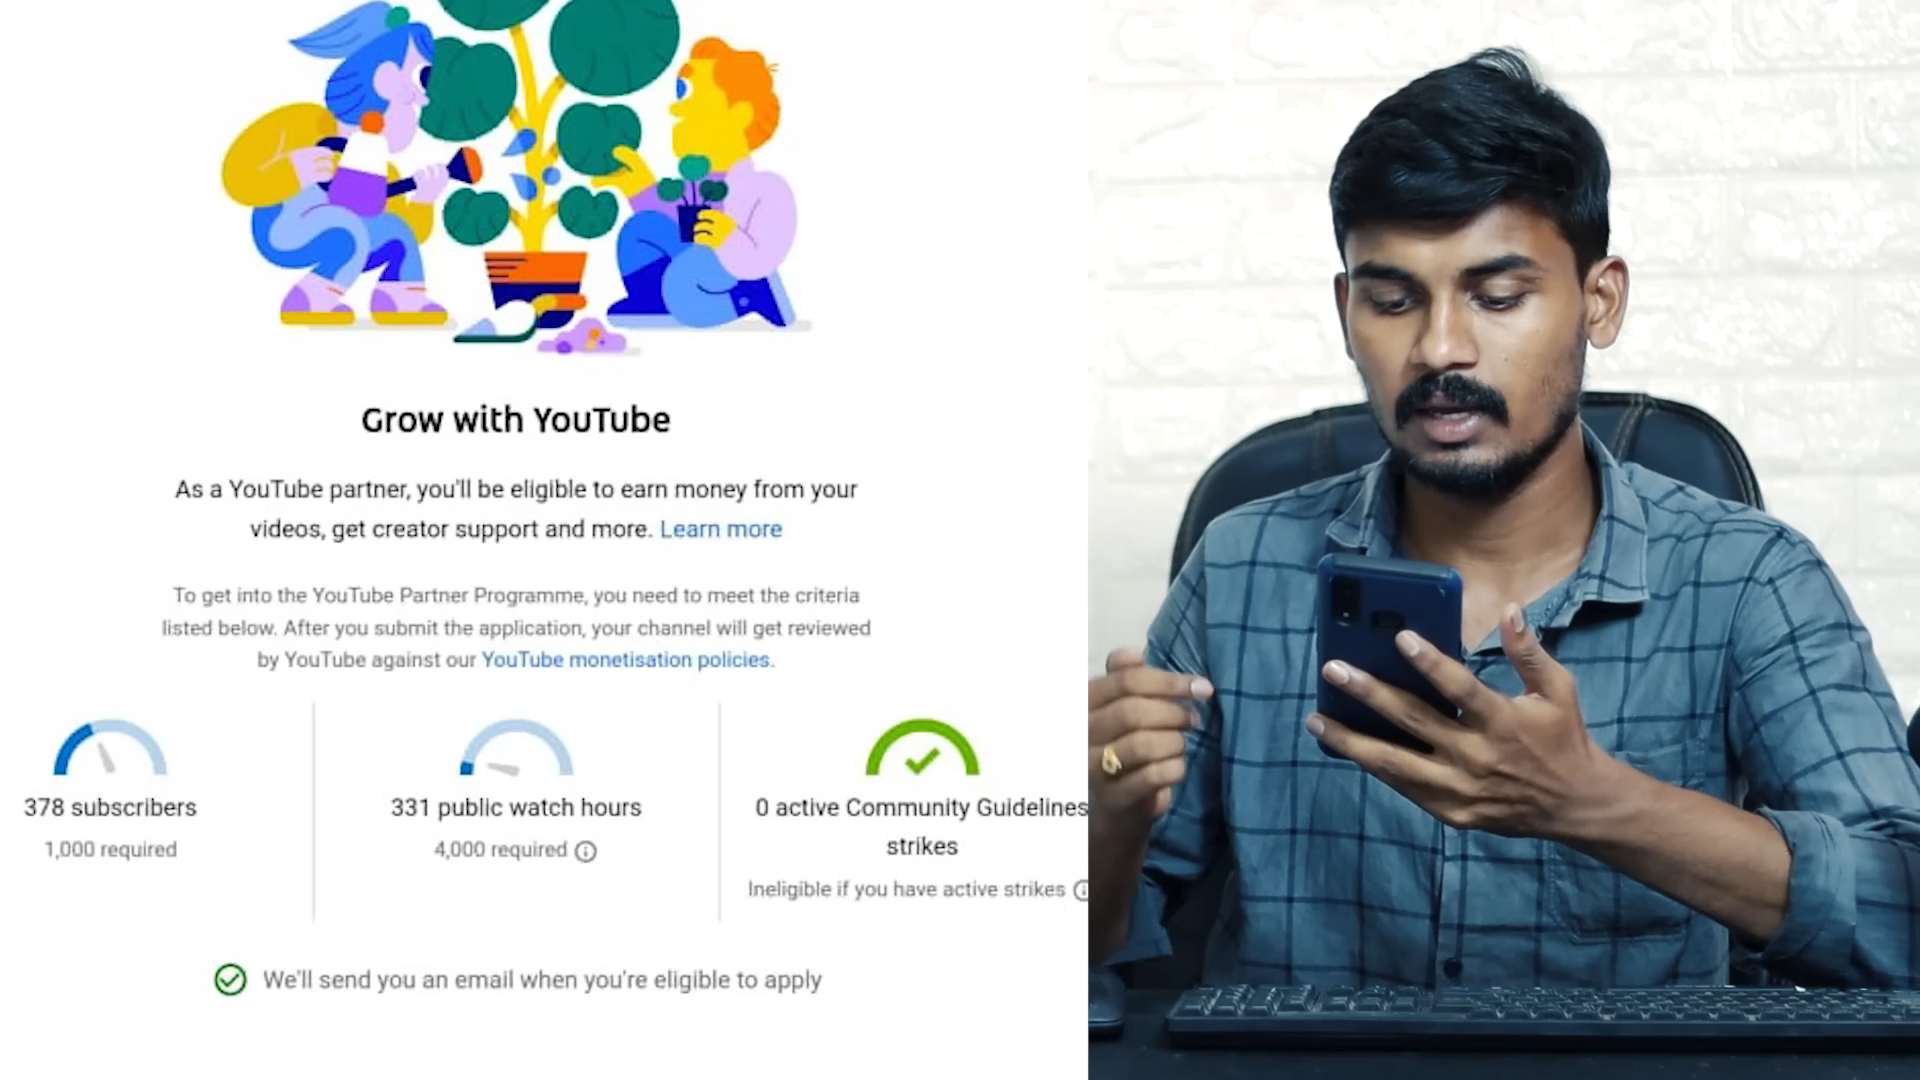 Grow with YouTube
As a YouTube partner, you'll be eligible to earn money from your
videos, get creator support and more. Learn more
To get into the YouTube Partner Programme, you need to meet the criteria
listed below. After you submit the application, your channel will get reviewed
by YouTube against our YouTube monetisation policies.
378 subscribers
1,000 required
331 public watch hours
4,000 required
0 active Community Guidelines
strikes
Ineligible if you have active strikes
We'll send you an email when you're eligible to apply